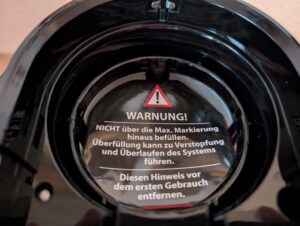 WARNUNG!
NICHT über die Max. Markierung
hinaus befüllen.
Überfüllung kann zu Verstopfung
und Überlaufen des Systems
führen.
Diesen Hinweis vor
dem ersten Gebrauch
entfernen.